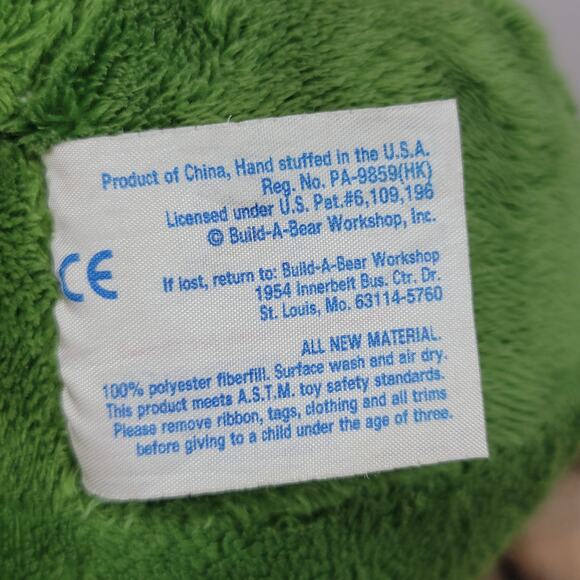 Product of China, Hand stuffed in the U.S.A.
Reg. No. PA-9859(HK)
Licensed under U.S. Pat.#6,109,196
© Build-A-Bear Workshop, Inc.
CE
If lost, return to: Build-A-Bear Workshop
1954 Innerbelt Bus. Ctr. Dr.
St. Louis, Mo. 63114-5760
ALL NEW MATERIAL.
100% polyester fiberfill. Surface wash and air dry.
This product meets A.S.T.M. toy safety standards.
Please remove ribbon, tags, clothing and all trims
before giving to a child under the age of three.